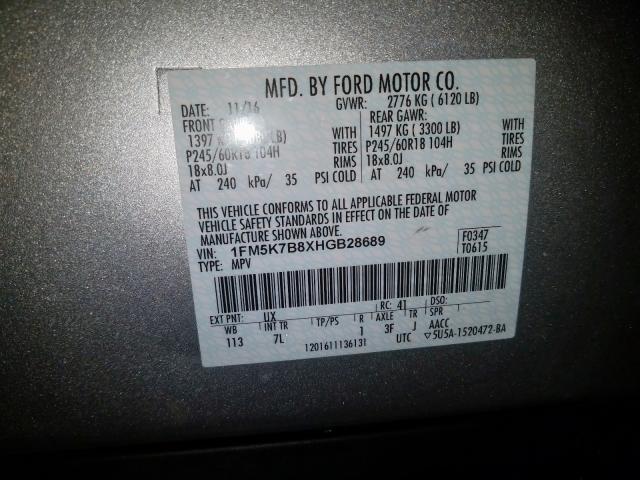 MFD. BY FORD MOTOR CO.
DATE: 11/16 GVWR: 2776 KG ( 6120 LB)
FRONT REAR GAWR:
1397 LB) WITH 1497 KG ( 3300 LB) WITH
P245/60R18 104H TIRES P245/60R18 104H TIRES
18x8.0J RIMS 18x8.0J RIMS
AT 240 kPa/ 35 PSI COLD AT 240 kPa/ 35 PSI COLD
THIS VEHICLE CONFORMS TO ALL APPLICABLE FEDERAL MOTOR
VEHICLE SAFETY STANDARDS IN EFFECT ON THE DATE OF
MANUFACTURE SHOWN ABOVE.
VIN: 1FM5K7B8XHGB28689 F0347
TYPE: MPV T0615
EXT PNT: UX RC: 41 DSO:
WB INT TR TP/PS R AXLE TR SPR
113 7L 1 3F J AACC
1201611136131 UTC ▽5U5A-1520472-BA